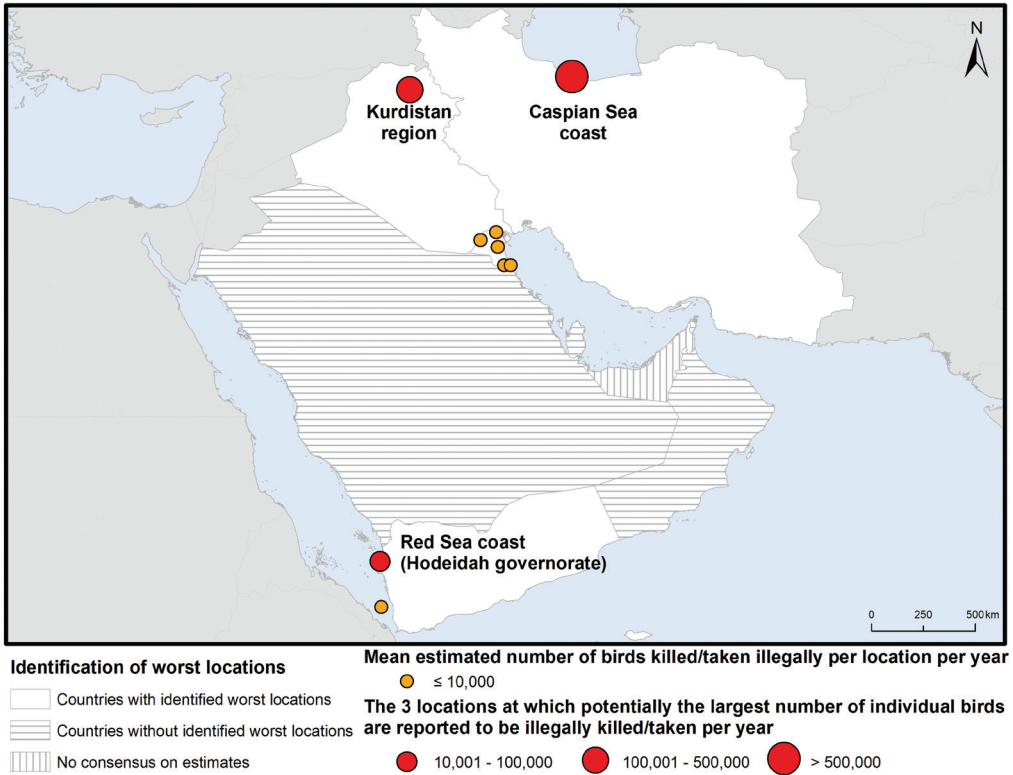 N
Kurdistan
region
Caspian Sea
coast
Red Sea coast
(Hodeidah governorate)
0 250 500 km
Identification of worst locations
Countries with identified worst locations
Countries without identified worst locations
No consensus on estimates
Mean estimated number of birds killed/taken illegally per location per year
≤ 10,000
The 3 locations at which potentially the largest number of individual birds
are reported to be illegally killed/taken per year
10,001 - 100,000 100,001 - 500,000 > 500,000